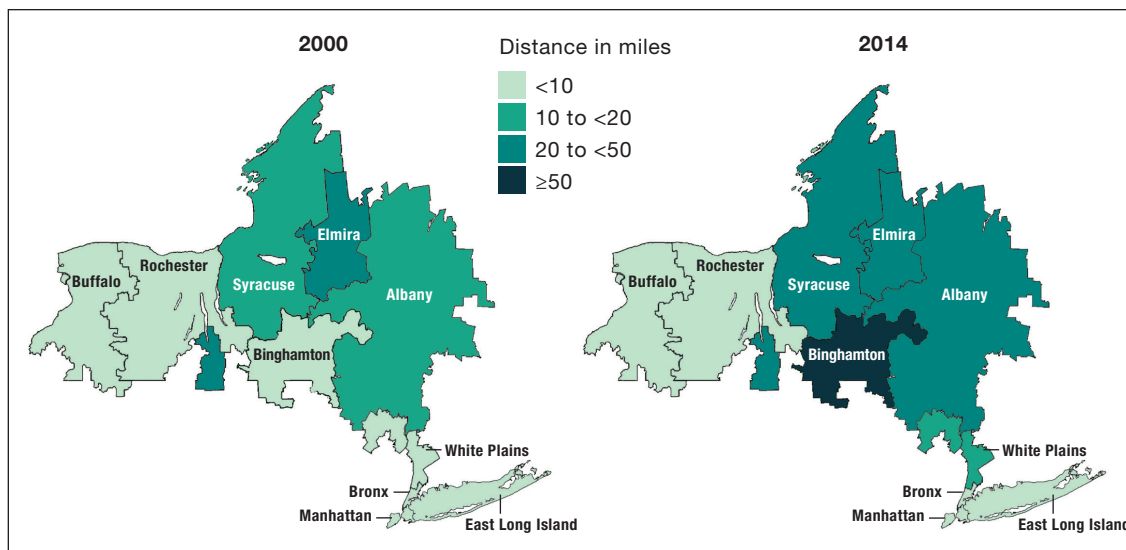 2000
Distance in miles
<10
10 to <20
20 to <50
≥50
2014
Elmira
Rochester
Buffalo
Syracuse
Albany
Binghamton
White Plains
Bronx
Manhattan
East Long Island
Elmira
Rochester
Buffalo
Syracuse
Albany
Binghamton
White Plains
Bronx
Manhattan
East Long Island